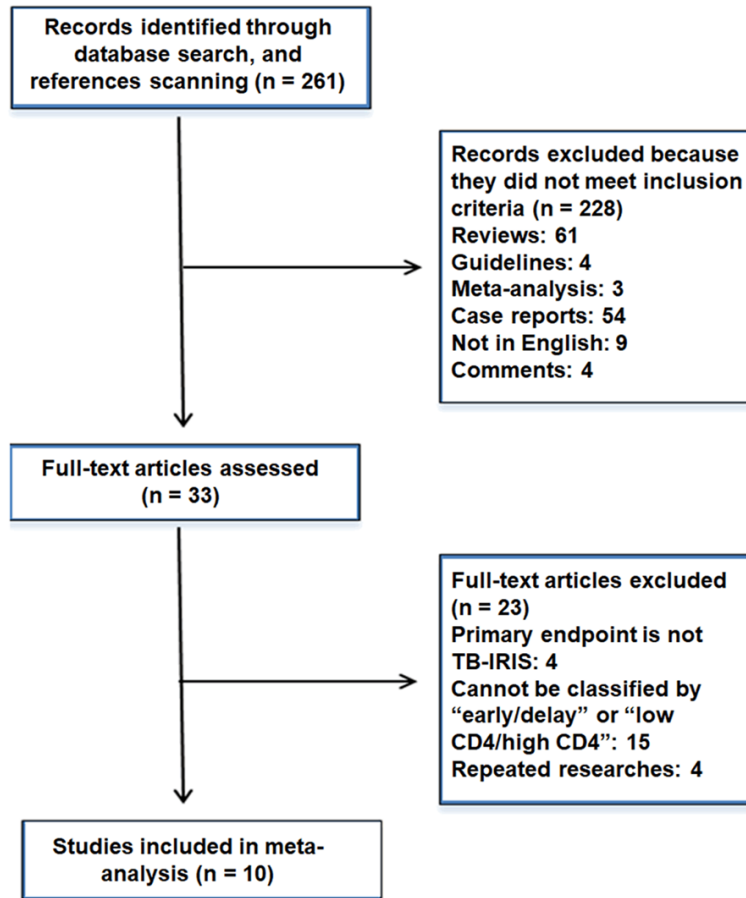 Records identified through
database search, and
references scanning (n = 261)
Records excluded because
they did not meet inclusion
criteria (n = 228)
Reviews: 61
Guidelines: 4
Meta-analysis: 3
Case reports: 54
Not in English: 9
Comments: 4
Full-text articles assessed
(n = 33)
Full-text articles excluded
(n = 23)
Primary endpoint is not
TB-IRIS: 4
Cannot be classified by
“early/delay” or “low
CD4/high CD4”: 15
Repeated researches: 4
Studies included in meta-
analysis (n = 10)